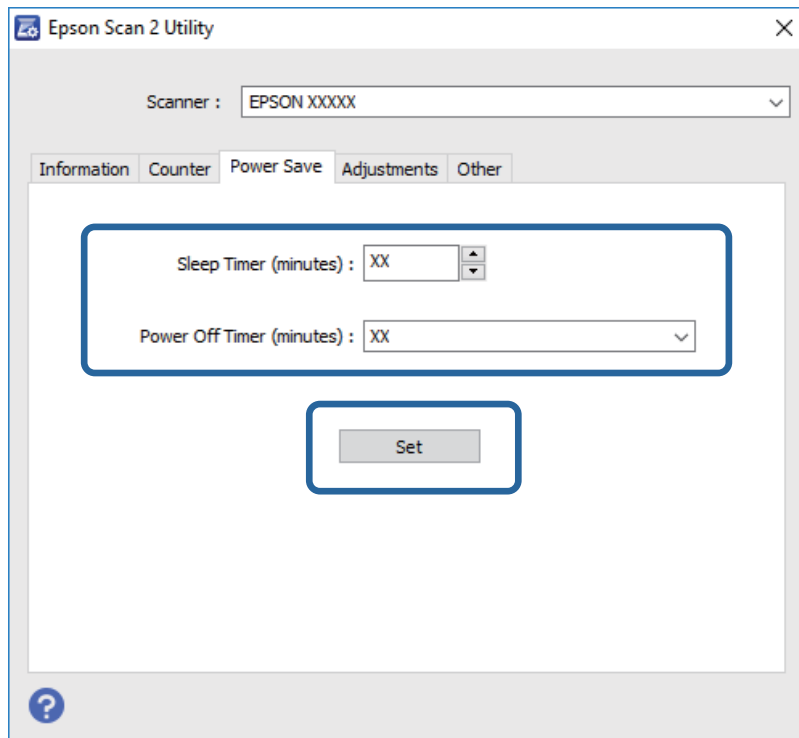 Epson Scan 2 Utility
Scanner : EPSON XXXXX
Information Counter Power Save Adjustments Other
Sleep Timer (minutes) : XX
Power Off Timer (minutes) : XX
Set
?